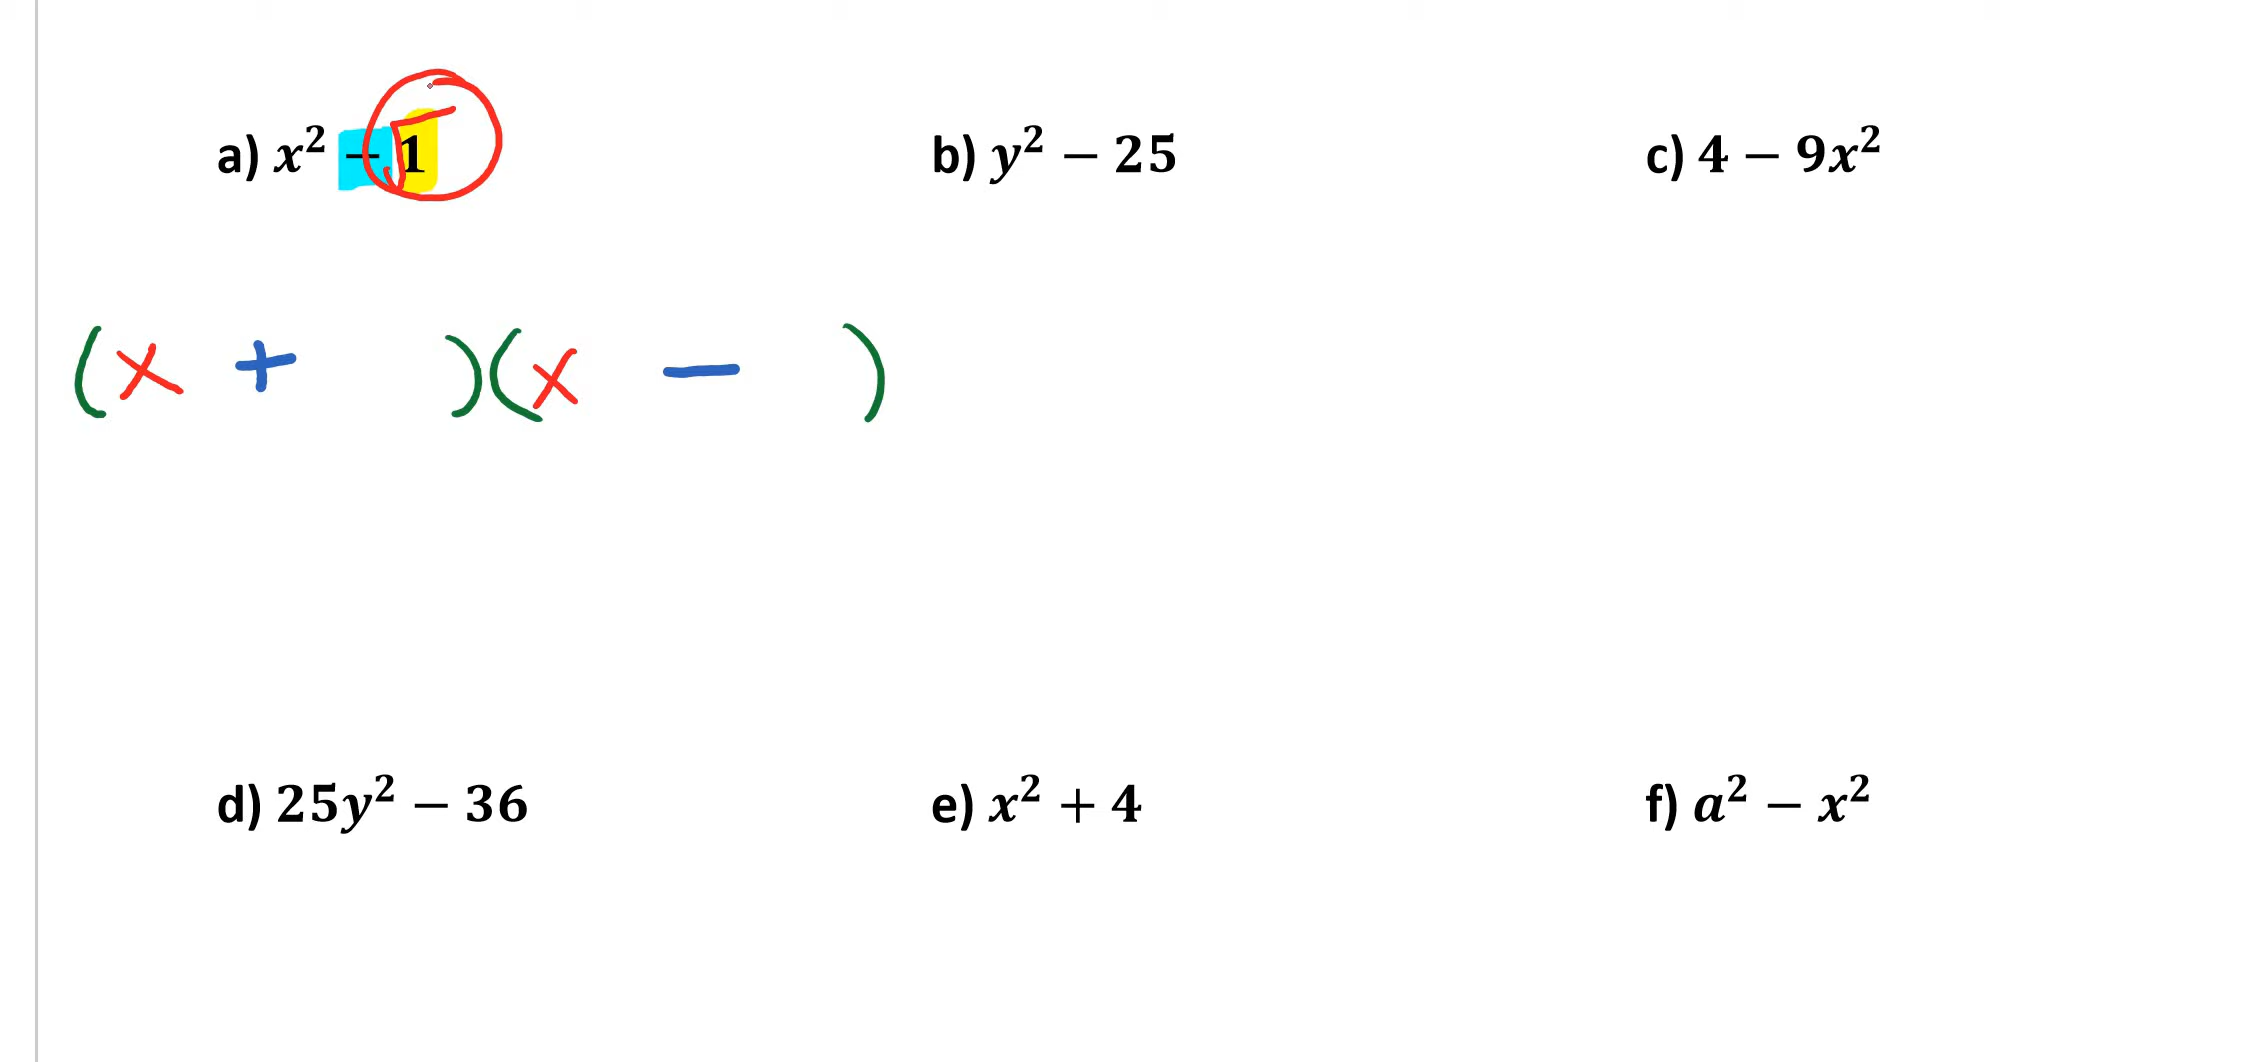 a) x² − 1 b) y² − 25 c) 4 − 9x²
(x + )(x − )
d) 25y² − 36 e) x² + 4 f) a² − x²